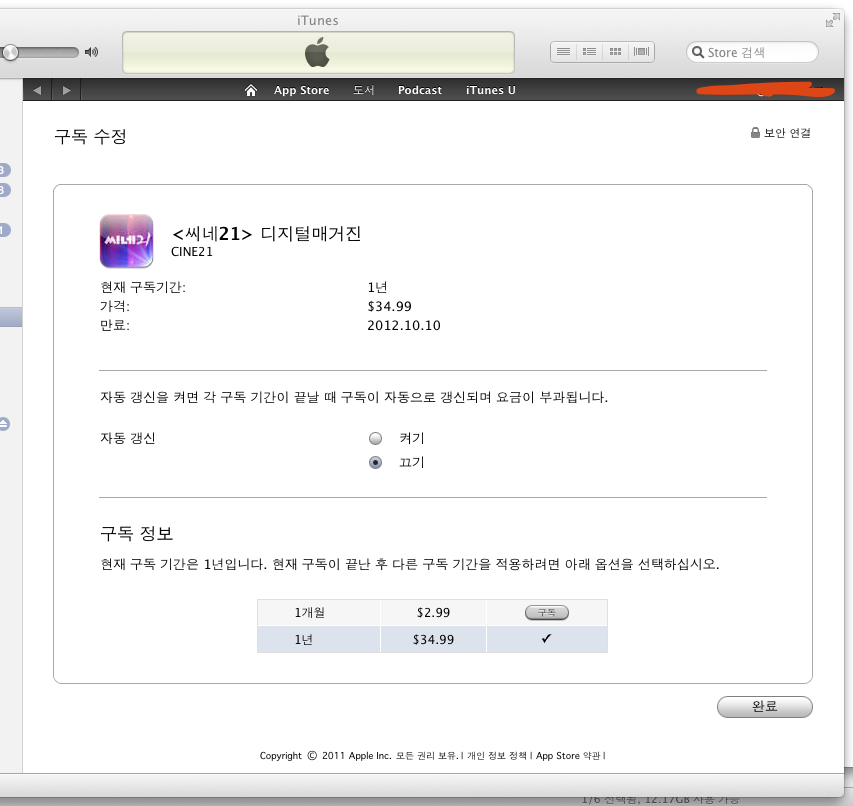 iTunes
Store 검색
App Store 도서 Podcast iTunes U
구독 수정
보안 연결
씨네21
<씨네21> 디지털매거진
CINE21
현재 구독기간: 1년
가격: $34.99
만료: 2012.10.10
자동 갱신을 켜면 각 구독 기간이 끝날 때 구독이 자동으로 갱신되며 요금이 부과됩니다.
자동 갱신 켜기
끄기
구독 정보
현재 구독 기간은 1년입니다. 현재 구독이 끝난 후 다른 구독 기간을 적용하려면 아래 옵션을 선택하십시오.
1개월 $2.99 구독
1년 $34.99 ✓
완료
Copyright © 2011 Apple Inc. 모든 권리 보유. | 개인 정보 정책 | App Store 약관 |
1/6 선택됨, 12.17GB 사용 가능